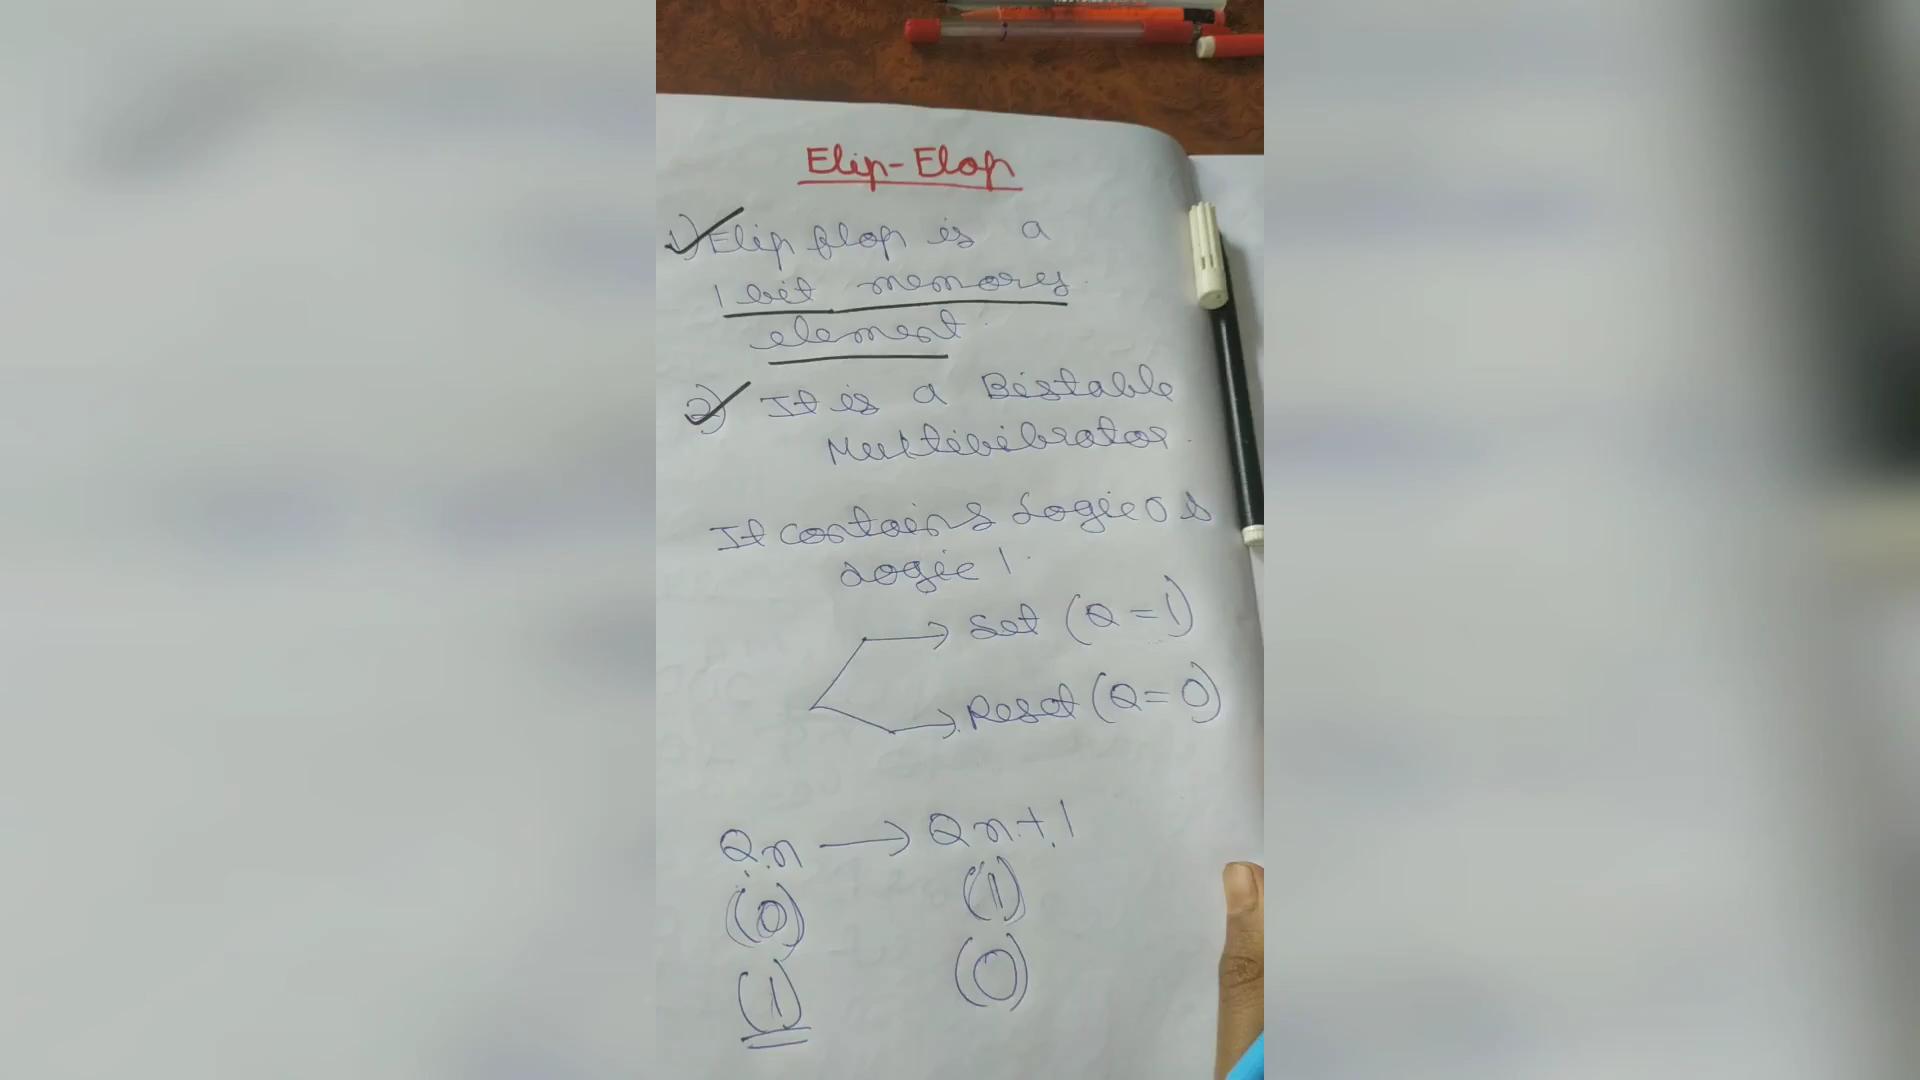 Flip-Flop
1) Flip flop is a
1 bit memory
element.
2) It is a Bistable
Multivibrator.
It contains Logic 0 &
Logic 1.
→ Set (Q = 1)
→ Reset (Q = 0)
Qn → Qn+1
(0) (1)
(1) (0)